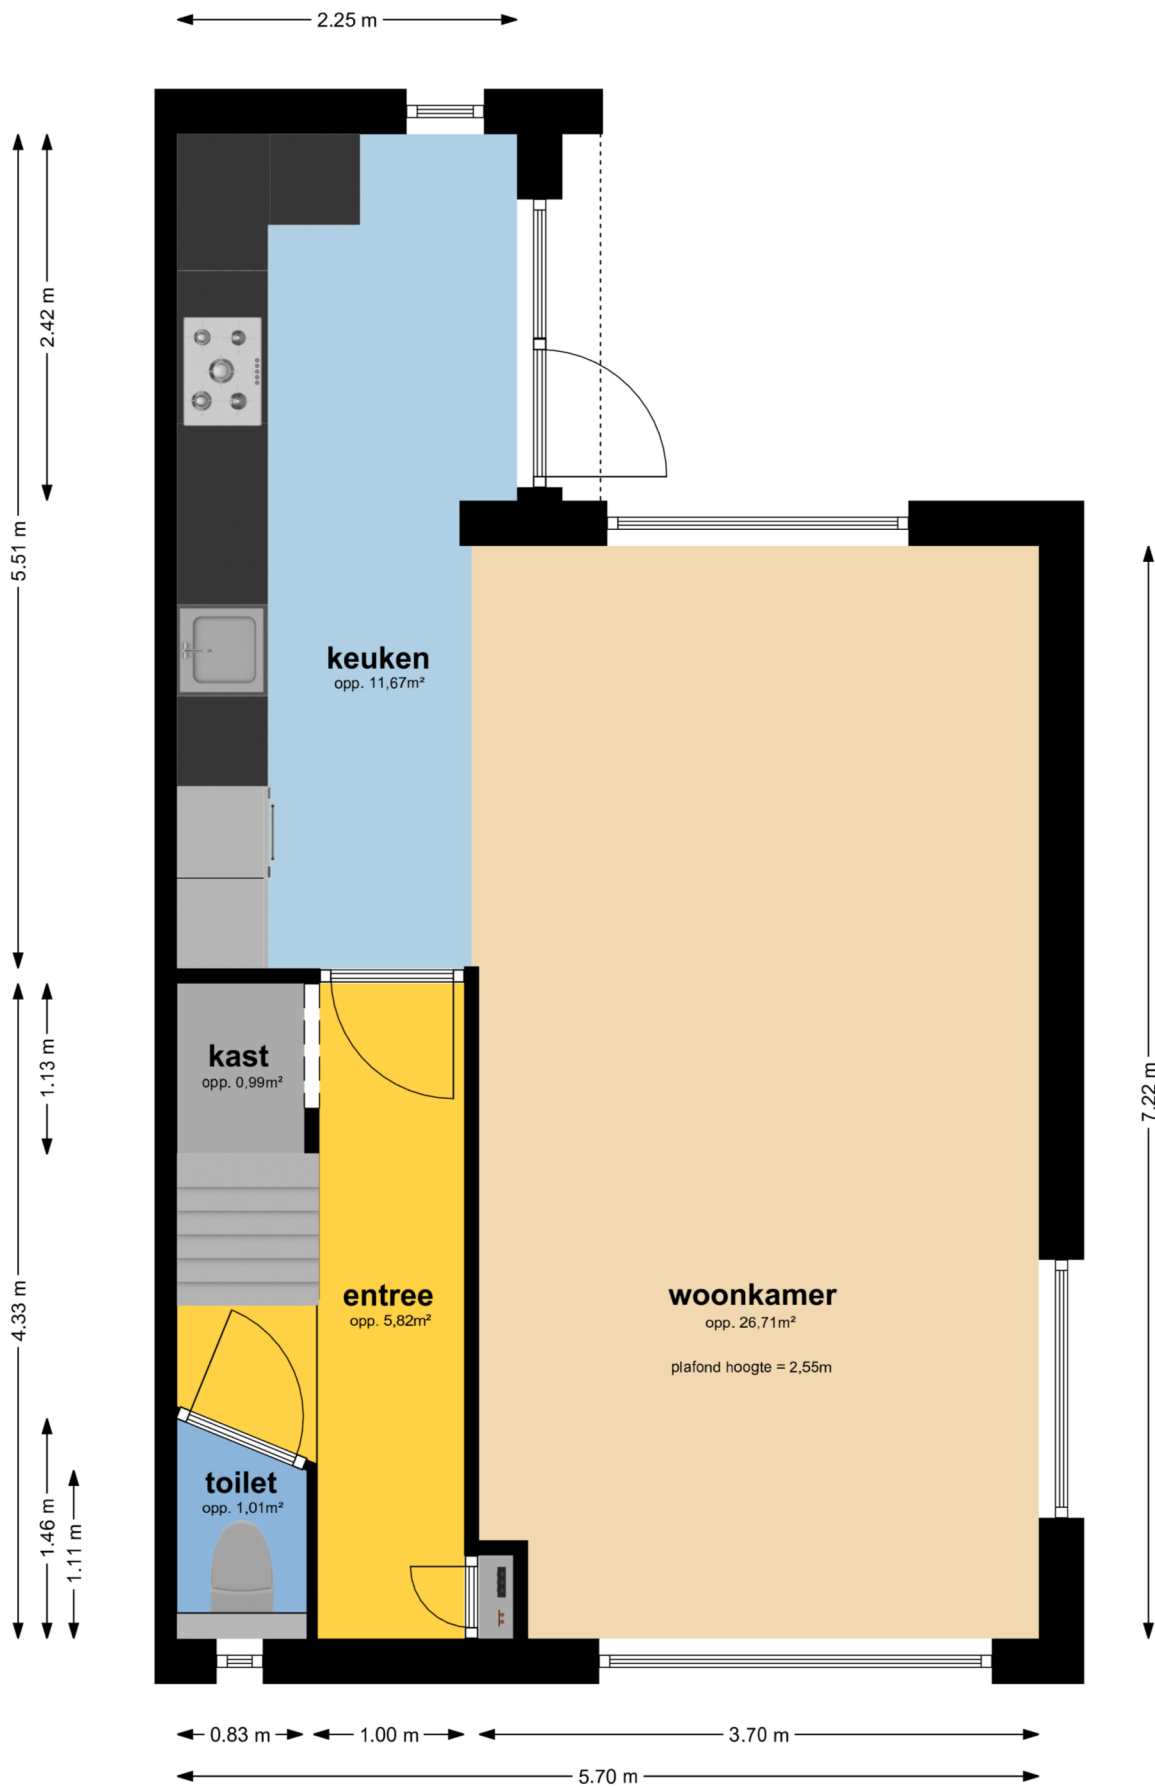 2.25 m
2.42 m
5.51 m
keuken
opp. 11,67m²
kast
opp. 0,99m²
1.13 m
7.22 m
4.33 m
entree
opp. 5,82m²
woonkamer
opp. 26,71m²
plafond hoogte = 2,55m
toilet
opp. 1,01m²
1.46 m
1.11 m
0.83 m
1.00 m
3.70 m
5.70 m